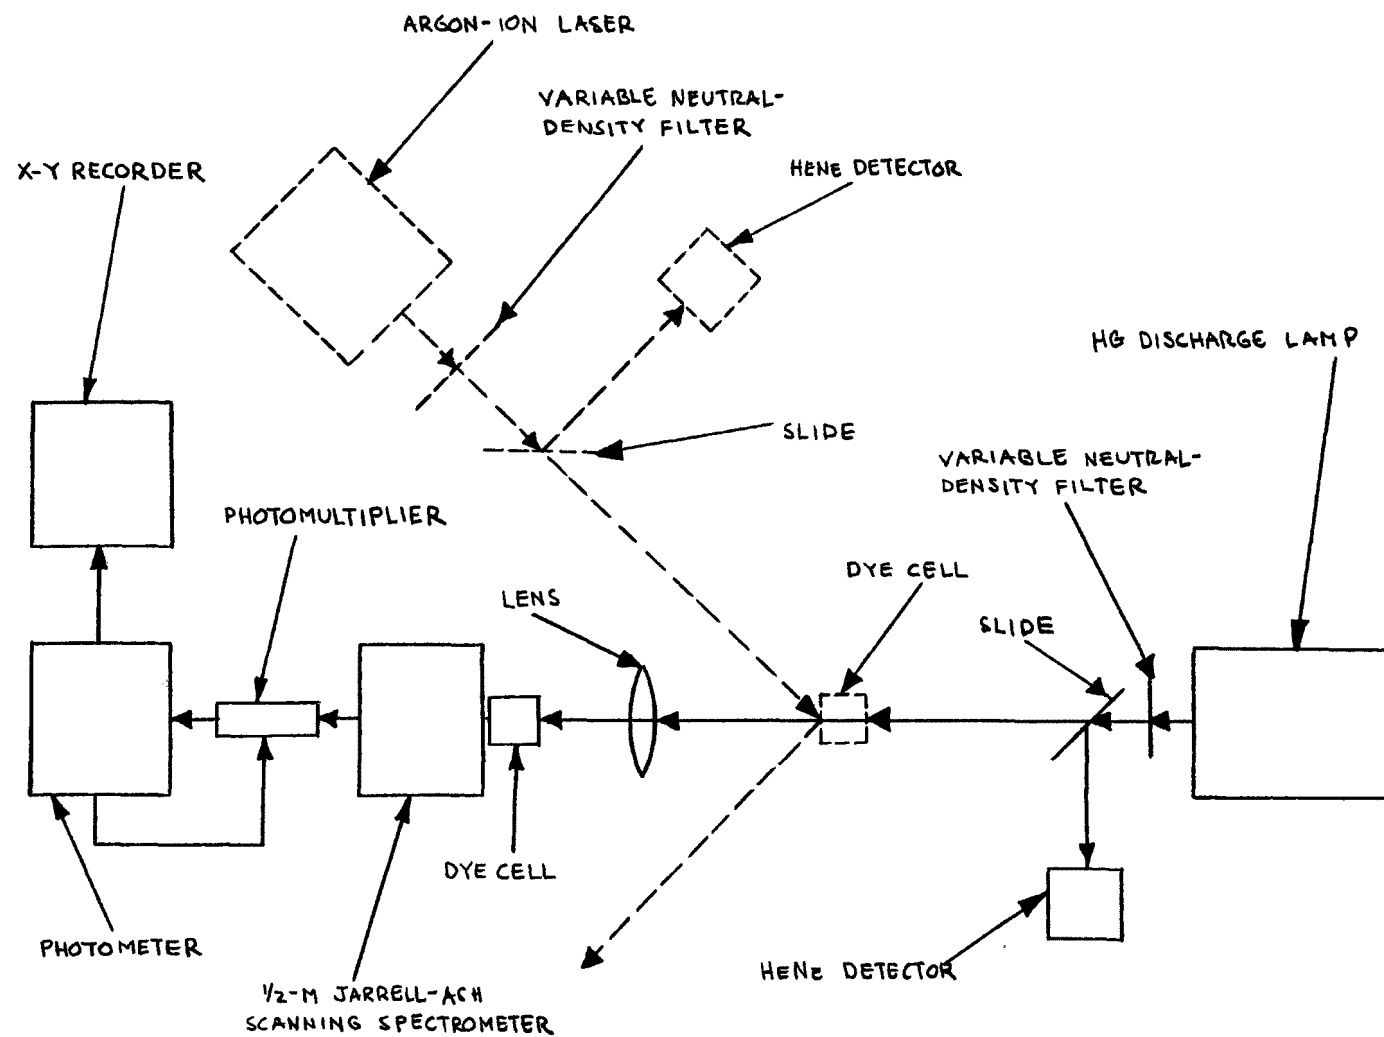 ARGON-ION LASER
VARIABLE NEUTRAL-
DENSITY FILTER
X-Y RECORDER
HENE DETECTOR
HG DISCHARGE LAMP
SLIDE
VARIABLE NEUTRAL-
DENSITY FILTER
PHOTOMULTIPLIER
DYE CELL
LENS
SLIDE
DYE CELL
PHOTOMETER
HENE DETECTOR
1/2-M JARRELL-ASH
SCANNING SPECTROMETER